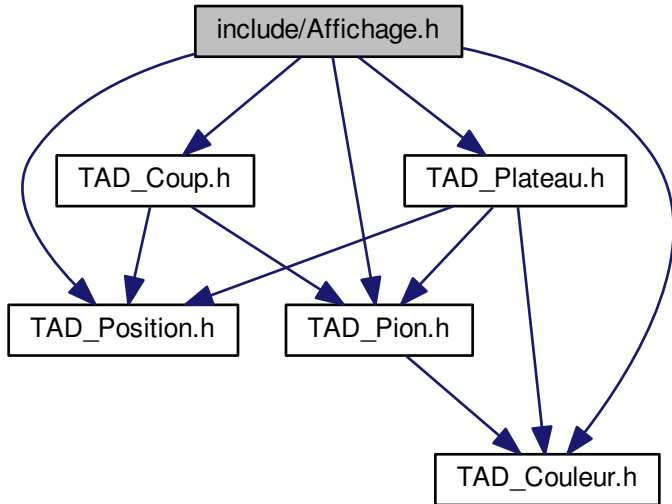 include/Affichage.h
TAD_Coup.h
TAD_Plateau.h
TAD_Position.h
TAD_Pion.h
TAD_Couleur.h